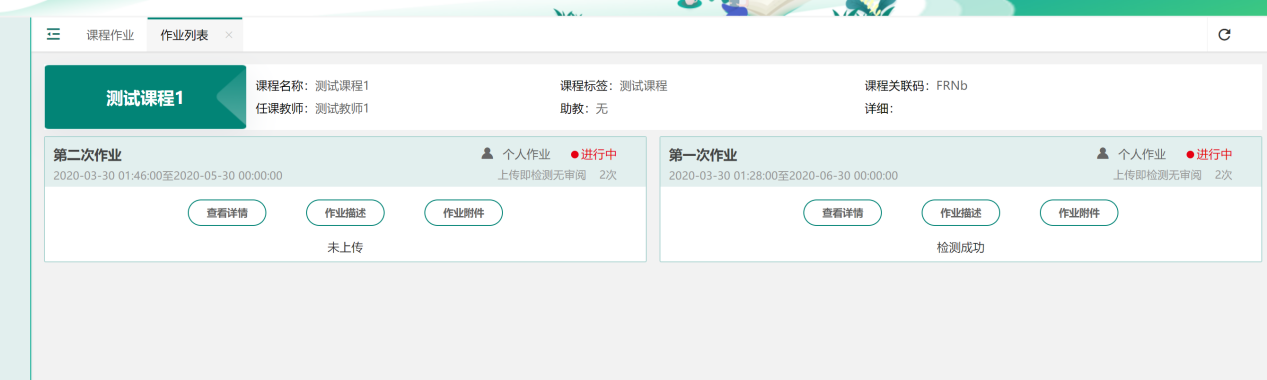 课程作业 作业列表 ×
测试课程1
课程名称：测试课程1 课程标签：测试课程 课程关联码：FRNb
任课教师：测试教师1 助教：无 详细：
第二次作业 个人作业 ●进行中
2020-03-30 01:46:00至2020-05-30 00:00:00 上传即检测无审阅 2次
查看详情 作业描述 作业附件
未上传
第一次作业 个人作业 ●进行中
2020-03-30 01:28:00至2020-06-30 00:00:00 上传即检测无审阅 2次
查看详情 作业描述 作业附件
检测成功